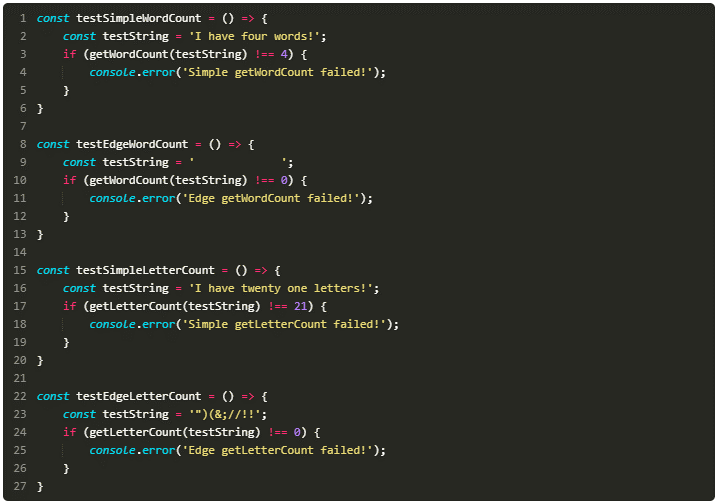 1 const testSimpleWordCount = () => {
2     const testString = 'I have four words!';
3     if (getWordCount(testString) !== 4) {
4         console.error('Simple getWordCount failed!');
5     }
6 }
7
8 const testEdgeWordCount = () => {
9     const testString = '             ';
10     if (getWordCount(testString) !== 0) {
11         console.error('Edge getWordCount failed!');
12     }
13 }
14
15 const testSimpleLetterCount = () => {
16     const testString = 'I have twenty one letters!';
17     if (getLetterCount(testString) !== 21) {
18         console.error('Simple getLetterCount failed!');
19     }
20 }
21
22 const testEdgeLetterCount = () => {
23     const testString = '")(&;//!!';
24     if (getLetterCount(testString) !== 0) {
25         console.error('Edge getLetterCount failed!');
26     }
27 }